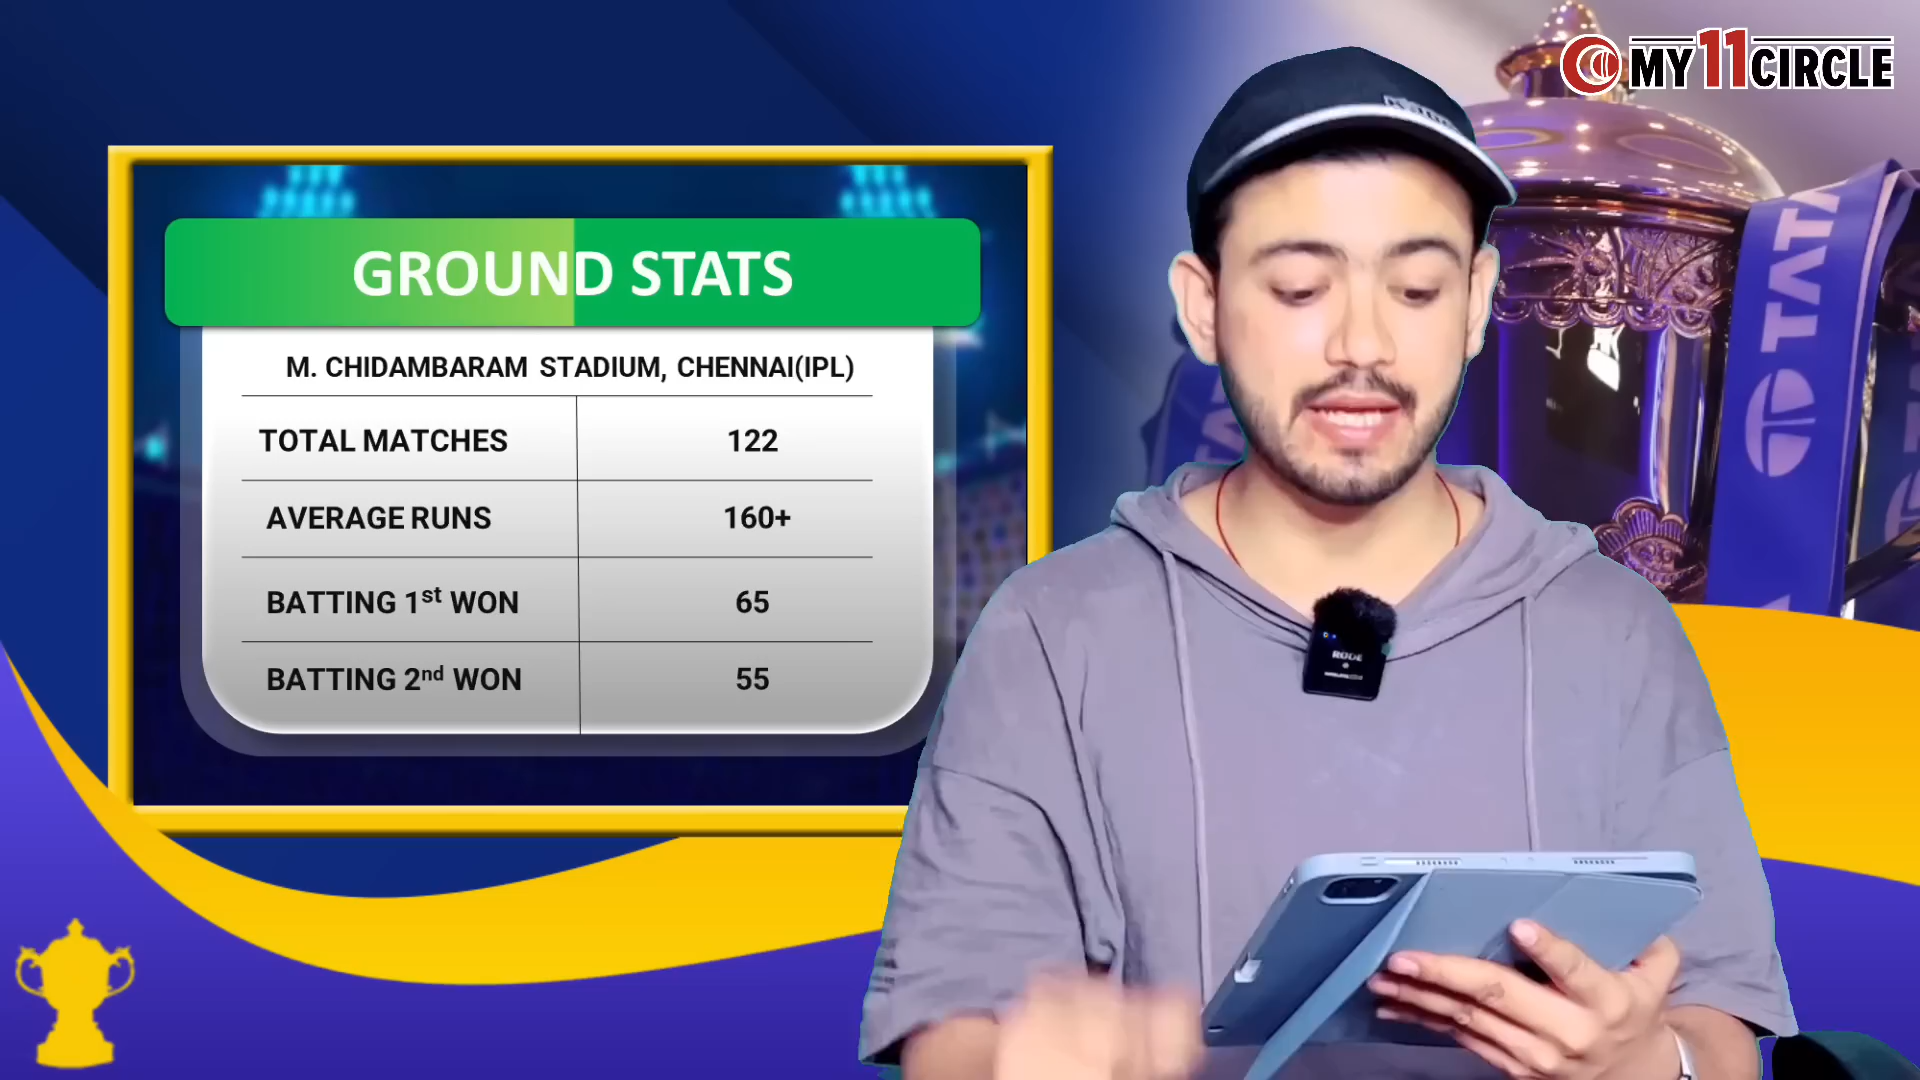 MY11CIRCLE
GROUND STATS
M. CHIDAMBARAM STADIUM, CHENNAI(IPL)
TOTAL MATCHES 122
AVERAGE RUNS 160+
BATTING 1st WON 65
BATTING 2nd WON 55
TATA
RODE